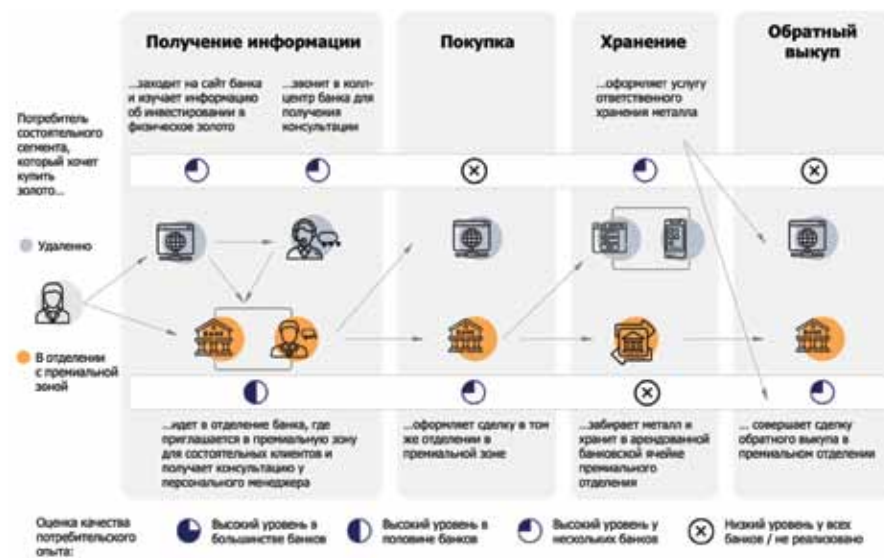 Получение информации
Покупка
Хранение
Обратный
выкуп
...заходит на сайт банка
и изучает информацию
об инвестировании в
физическое золото
...звонит в колл-
центр банка для
получения
консультации
...оформляет услугу
ответственного
хранения металла
Потребитель
состоятельного
сегмента,
который хочет
купить
золото...
Удаленно
В отделении
с премиальной
зоной
...идет в отделение банка, где
приглашается в премиальную зону
для состоятельных клиентов и
получает консультацию у
персонального менеджера
...оформляет сделку в том
же отделении в
премиальной зоне
...забирает металл и
хранит в арендованной
банковской ячейке
премиального
отделения
... совершает сделку
обратного выкупа в
премиальном отделении
Оценка качества
потребительского
опыта:
Высокий уровень в
большинстве банков
Высокий уровень в
половине банков
Высокий уровень у
нескольких банков
Низкий уровень у всех
банков / не реализовано